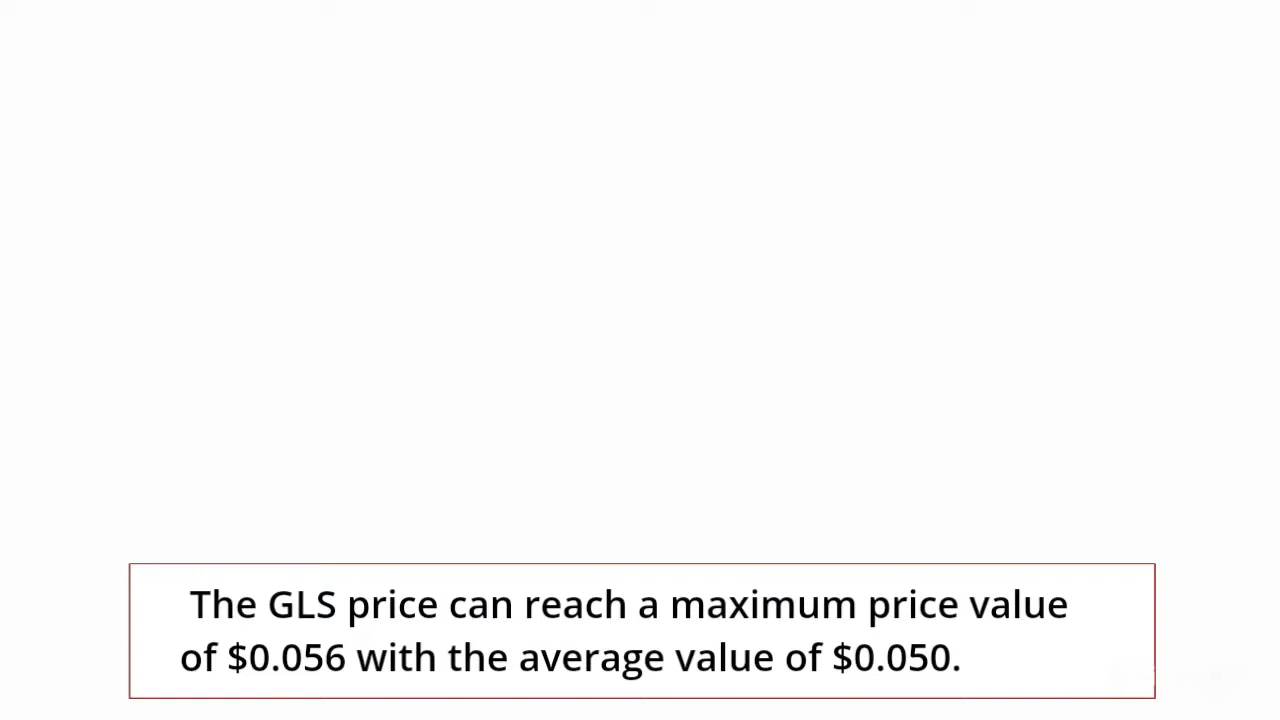 The GLS price can reach a maximum price value
of $0.056 with the average value of $0.050.